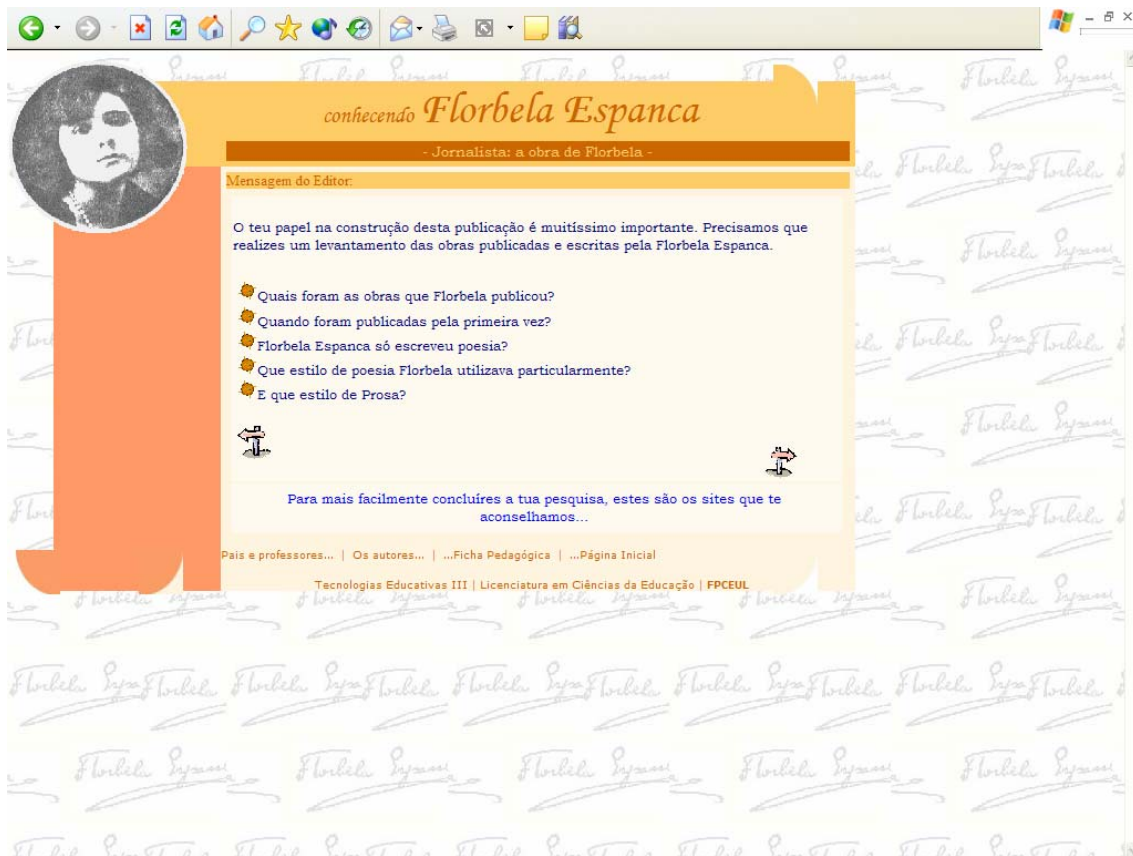 conhecendo Florbela Espanca
- Jornalista: a obra de Florbela -
Mensagem do Editor:
O teu papel na construção desta publicação é muitíssimo importante. Precisamos que
realizes um levantamento das obras publicadas e escritas pela Florbela Espanca.
Quais foram as obras que Florbela publicou?
Quando foram publicadas pela primeira vez?
Florbela Espanca só escreveu poesia?
Que estilo de poesia Florbela utilizava particularmente?
E que estilo de Prosa?
Para mais facilmente concluíres a tua pesquisa, estes são os sites que te
aconselhamos...
Pais e professores... | Os autores... | ...Ficha Pedagógica | ...Página Inicial
Tecnologias Educativas III | Licenciatura em Ciências da Educação | FPCEUL